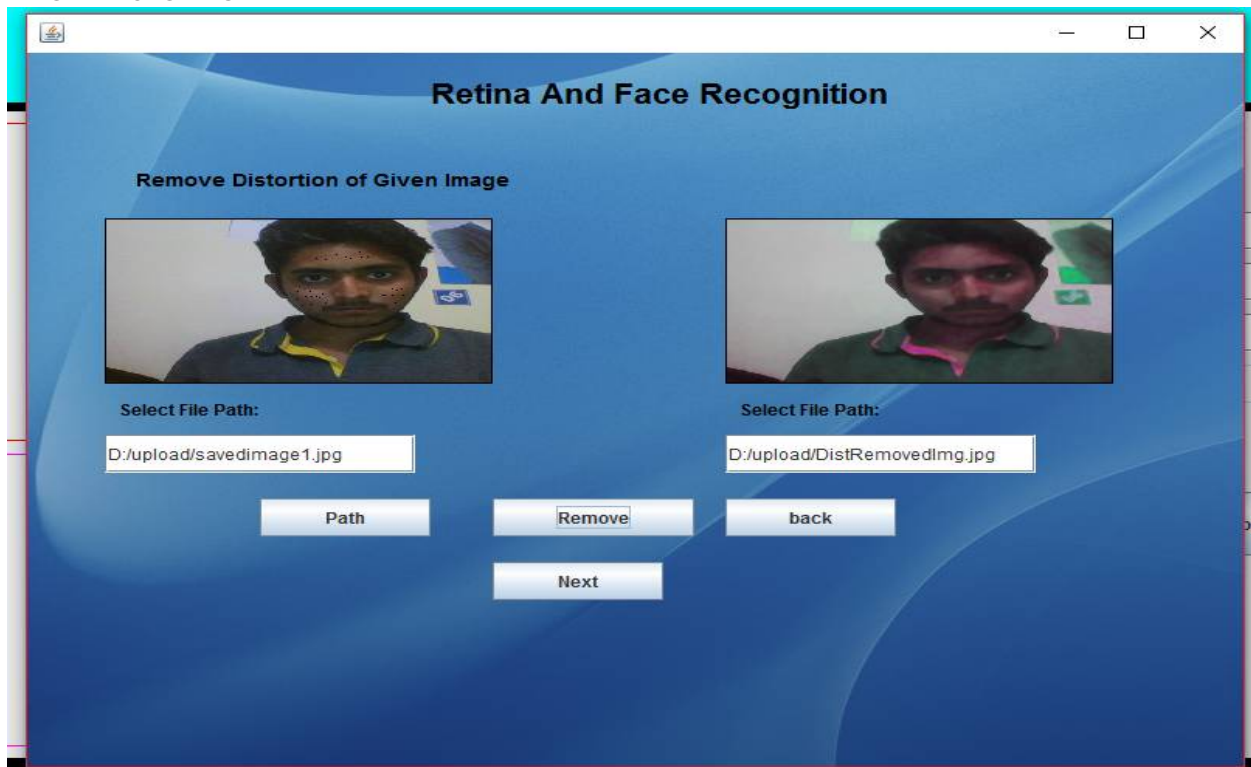 Retina And Face Recognition
Remove Distortion of Given Image
Select File Path:
Select File Path:
D:/upload/savedimage1.jpg
D:/upload/DistRemovedImg.jpg
Path
Remove
back
Next